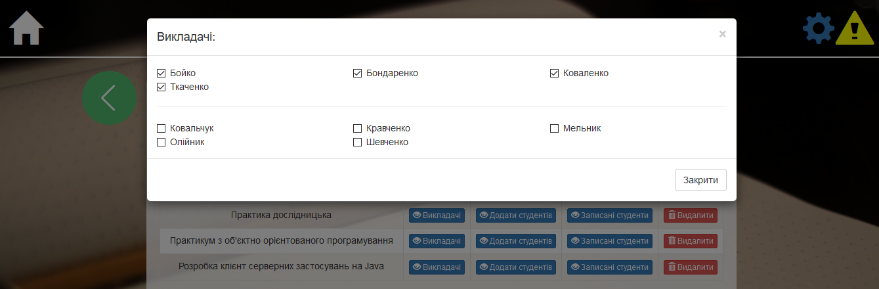 Викладачі: ×
Бойко Бондаренко Коваленко
Ткаченко
Ковальчук Кравченко Мельник
Олійник Шевченко
Закрити
Практика дослідницька Викладачі Додати студентів Записані студенти Видалити
Практикум з об'єктно орієнтованого програмування Викладачі Додати студентів Записані студенти Видалити
Розробка клієнт серверних застосувань на Java Викладачі Додати студентів Записані студенти Видалити